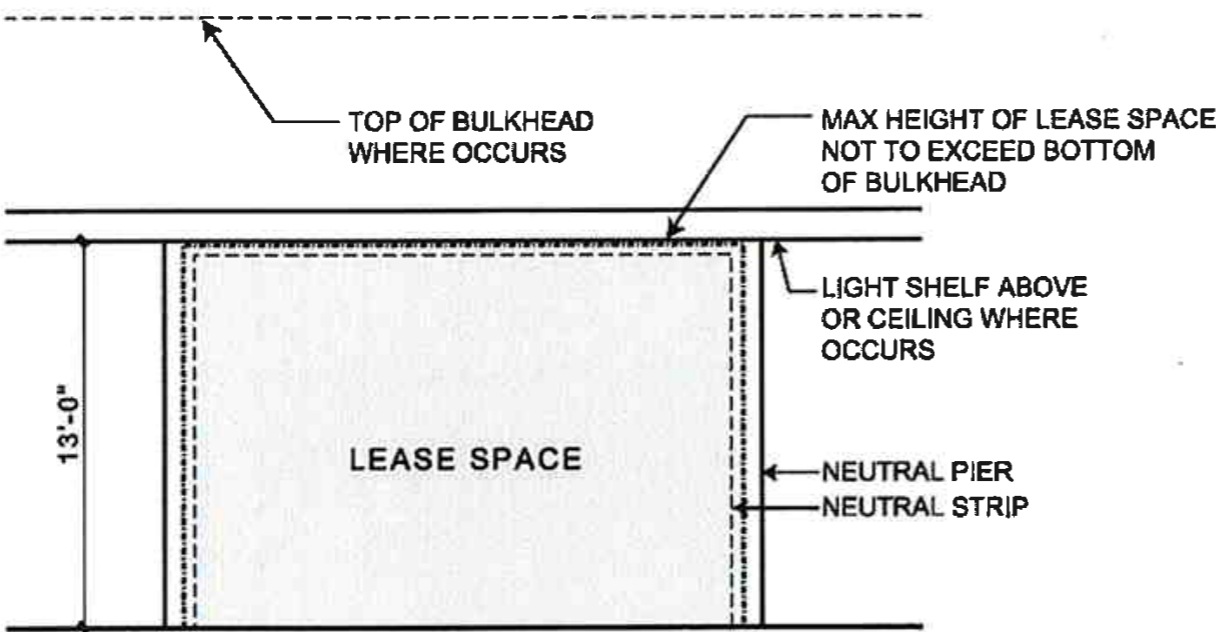 TOP OF BULKHEAD
WHERE OCCURS
MAX HEIGHT OF LEASE SPACE
NOT TO EXCEED BOTTOM
OF BULKHEAD
LIGHT SHELF ABOVE
OR CEILING WHERE
OCCURS
13'-0"
LEASE SPACE
NEUTRAL PIER
NEUTRAL STRIP